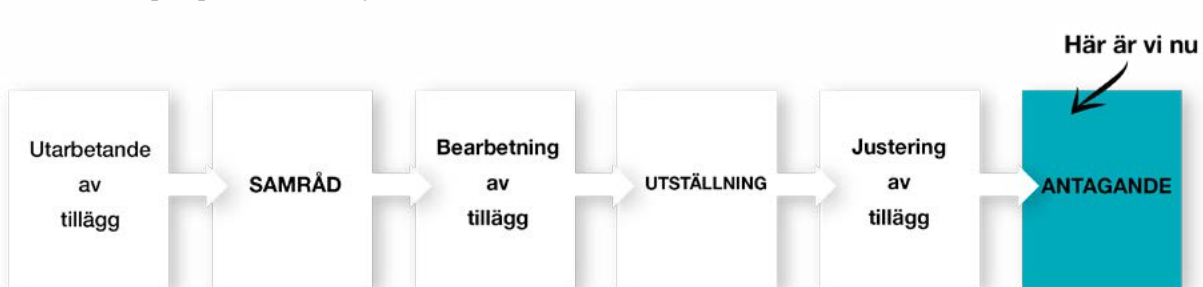 Här är vi nu
Utarbetande
av
tillägg
SAMRÅD
Bearbetning
av
tillägg
UTSTÄLLNING
Justering
av
tillägg
ANTAGANDE